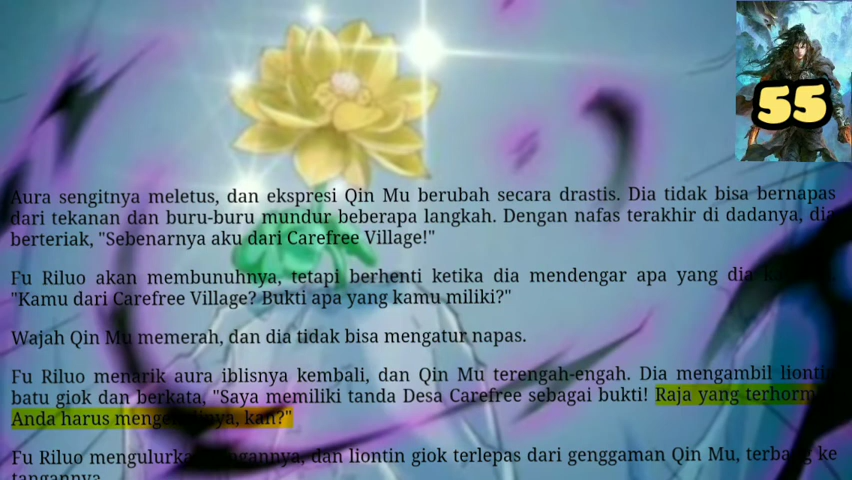 55
Aura sengitnya meletus, dan ekspresi Qin Mu berubah secara drastis. Dia tidak bisa bernapas
dari tekanan dan buru-buru mundur beberapa langkah. Dengan nafas terakhir di dadanya, dia
berteriak, "Sebenarnya aku dari Carefree Village!"
Fu Riluo akan membunuhnya, tetapi berhenti ketika dia mendengar apa yang dia
"Kamu dari Carefree Village? Bukti apa yang kamu miliki?"
Wajah Qin Mu memerah, dan dia tidak bisa mengatur napas.
Fu Riluo menarik aura iblisnya kembali, dan Qin Mu terengah-engah. Dia mengambil liontin
batu giok dan berkata, "Saya memiliki tanda Desa Carefree sebagai bukti! Raja yang
Anda harus kan?"
Fu Riluo dan liontin giok terlepas dari genggaman Qin Mu, ke
tangannya